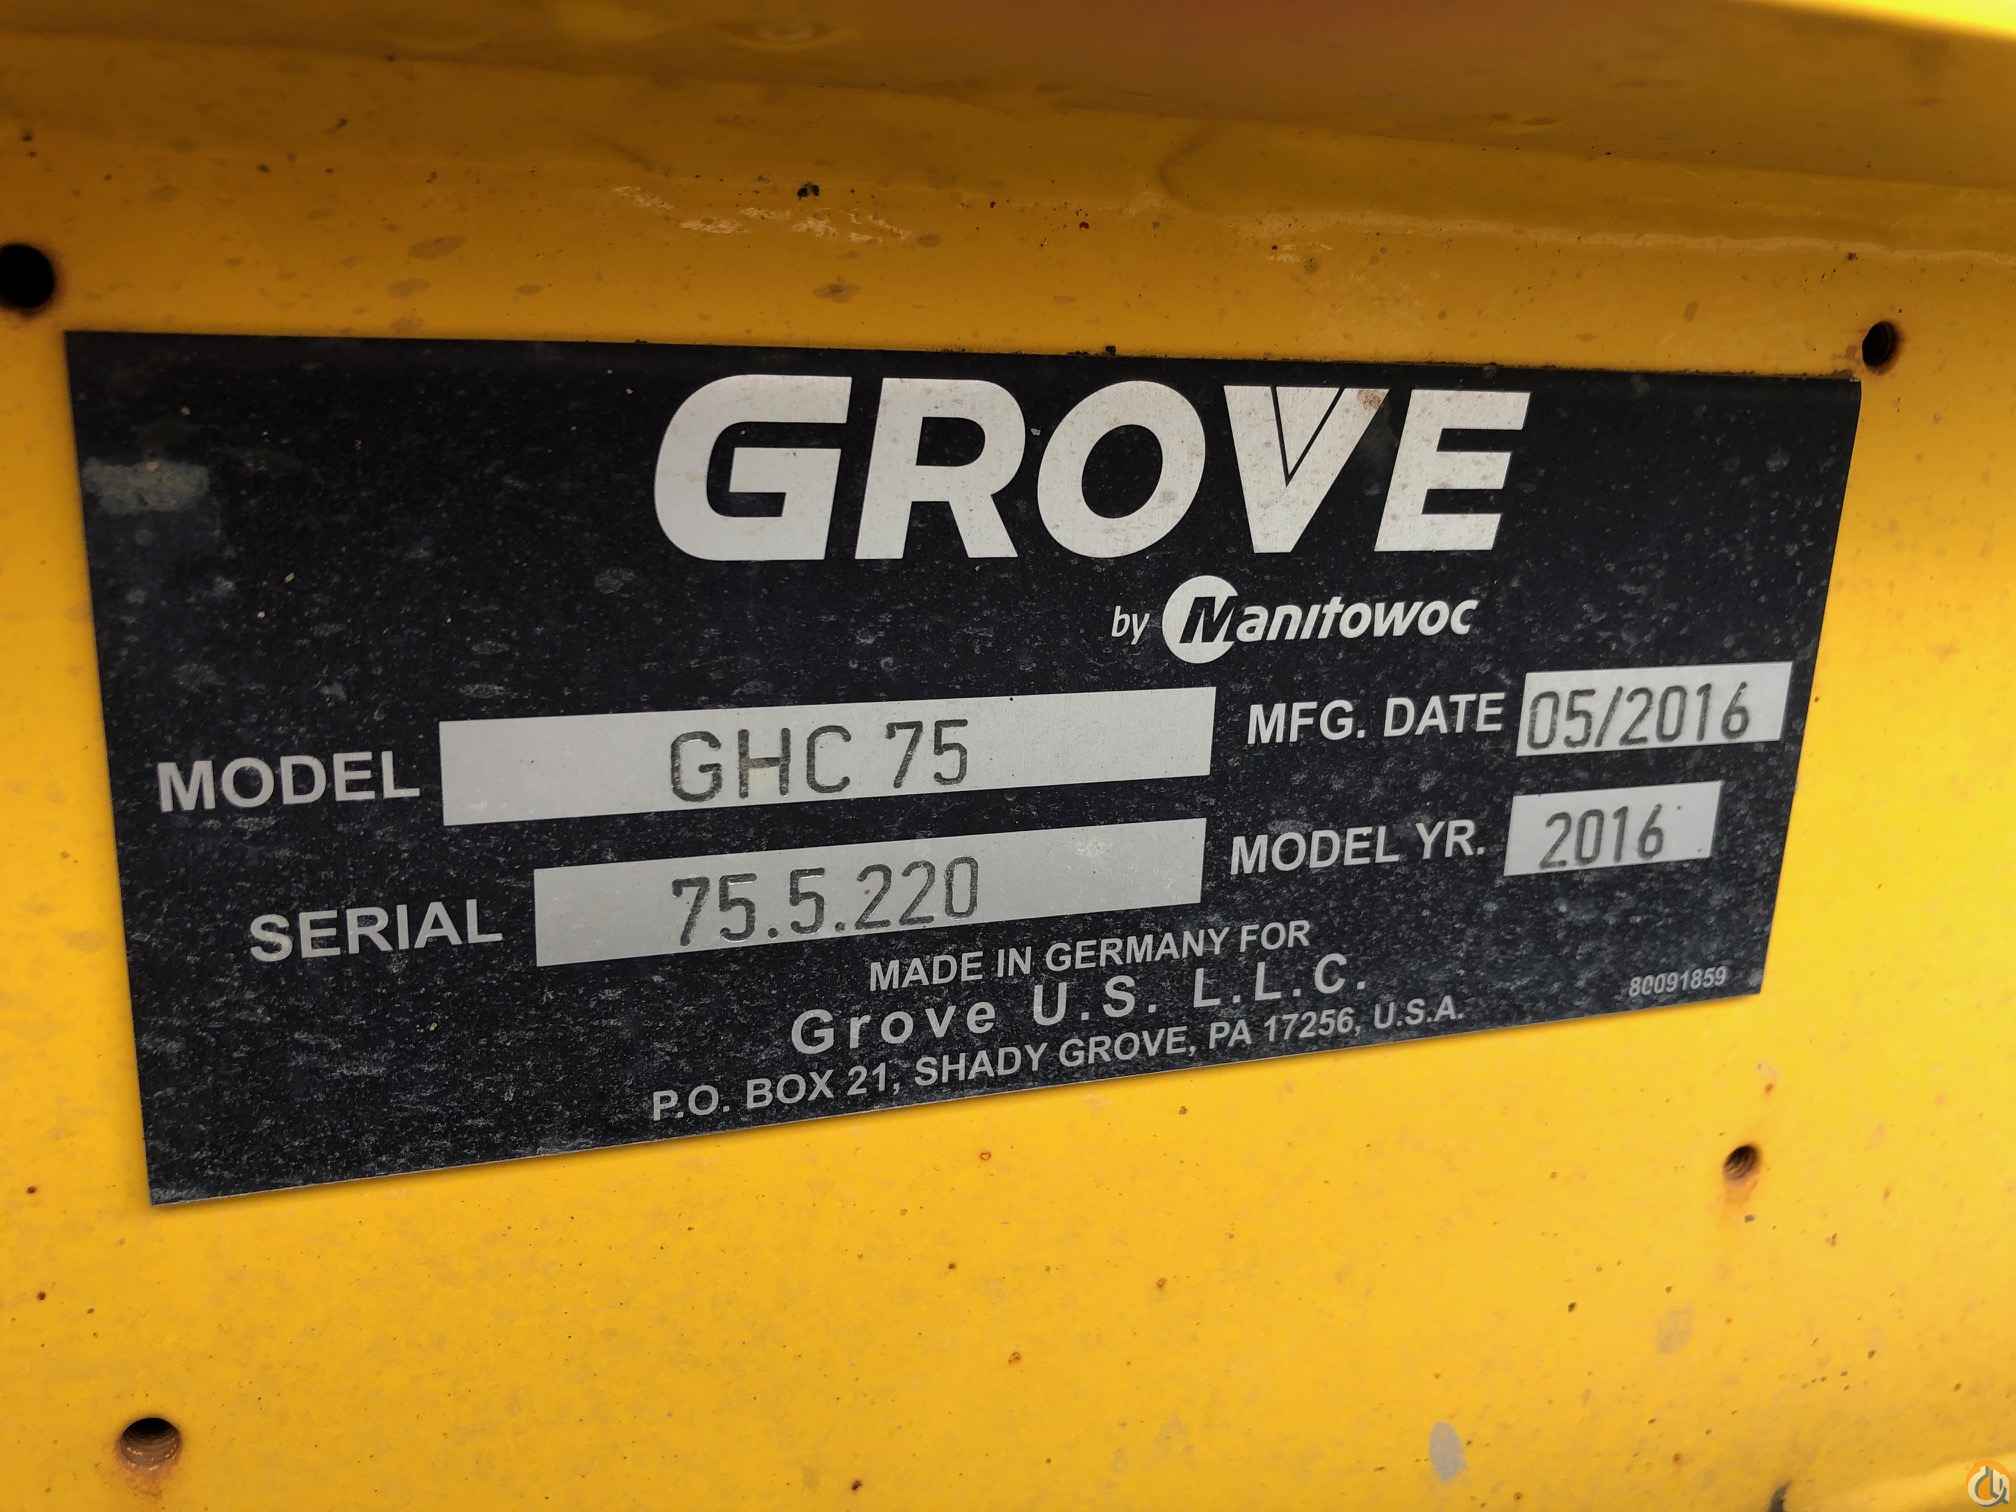 GROVE
by Manitowoc
MODEL GHC 75 MFG. DATE 05/2016
SERIAL 75.5.220 MODEL YR. 2016
MADE IN GERMANY FOR
Grove U.S. L.L.C.
P.O. BOX 21, SHADY GROVE, PA 17256, U.S.A.
80091859